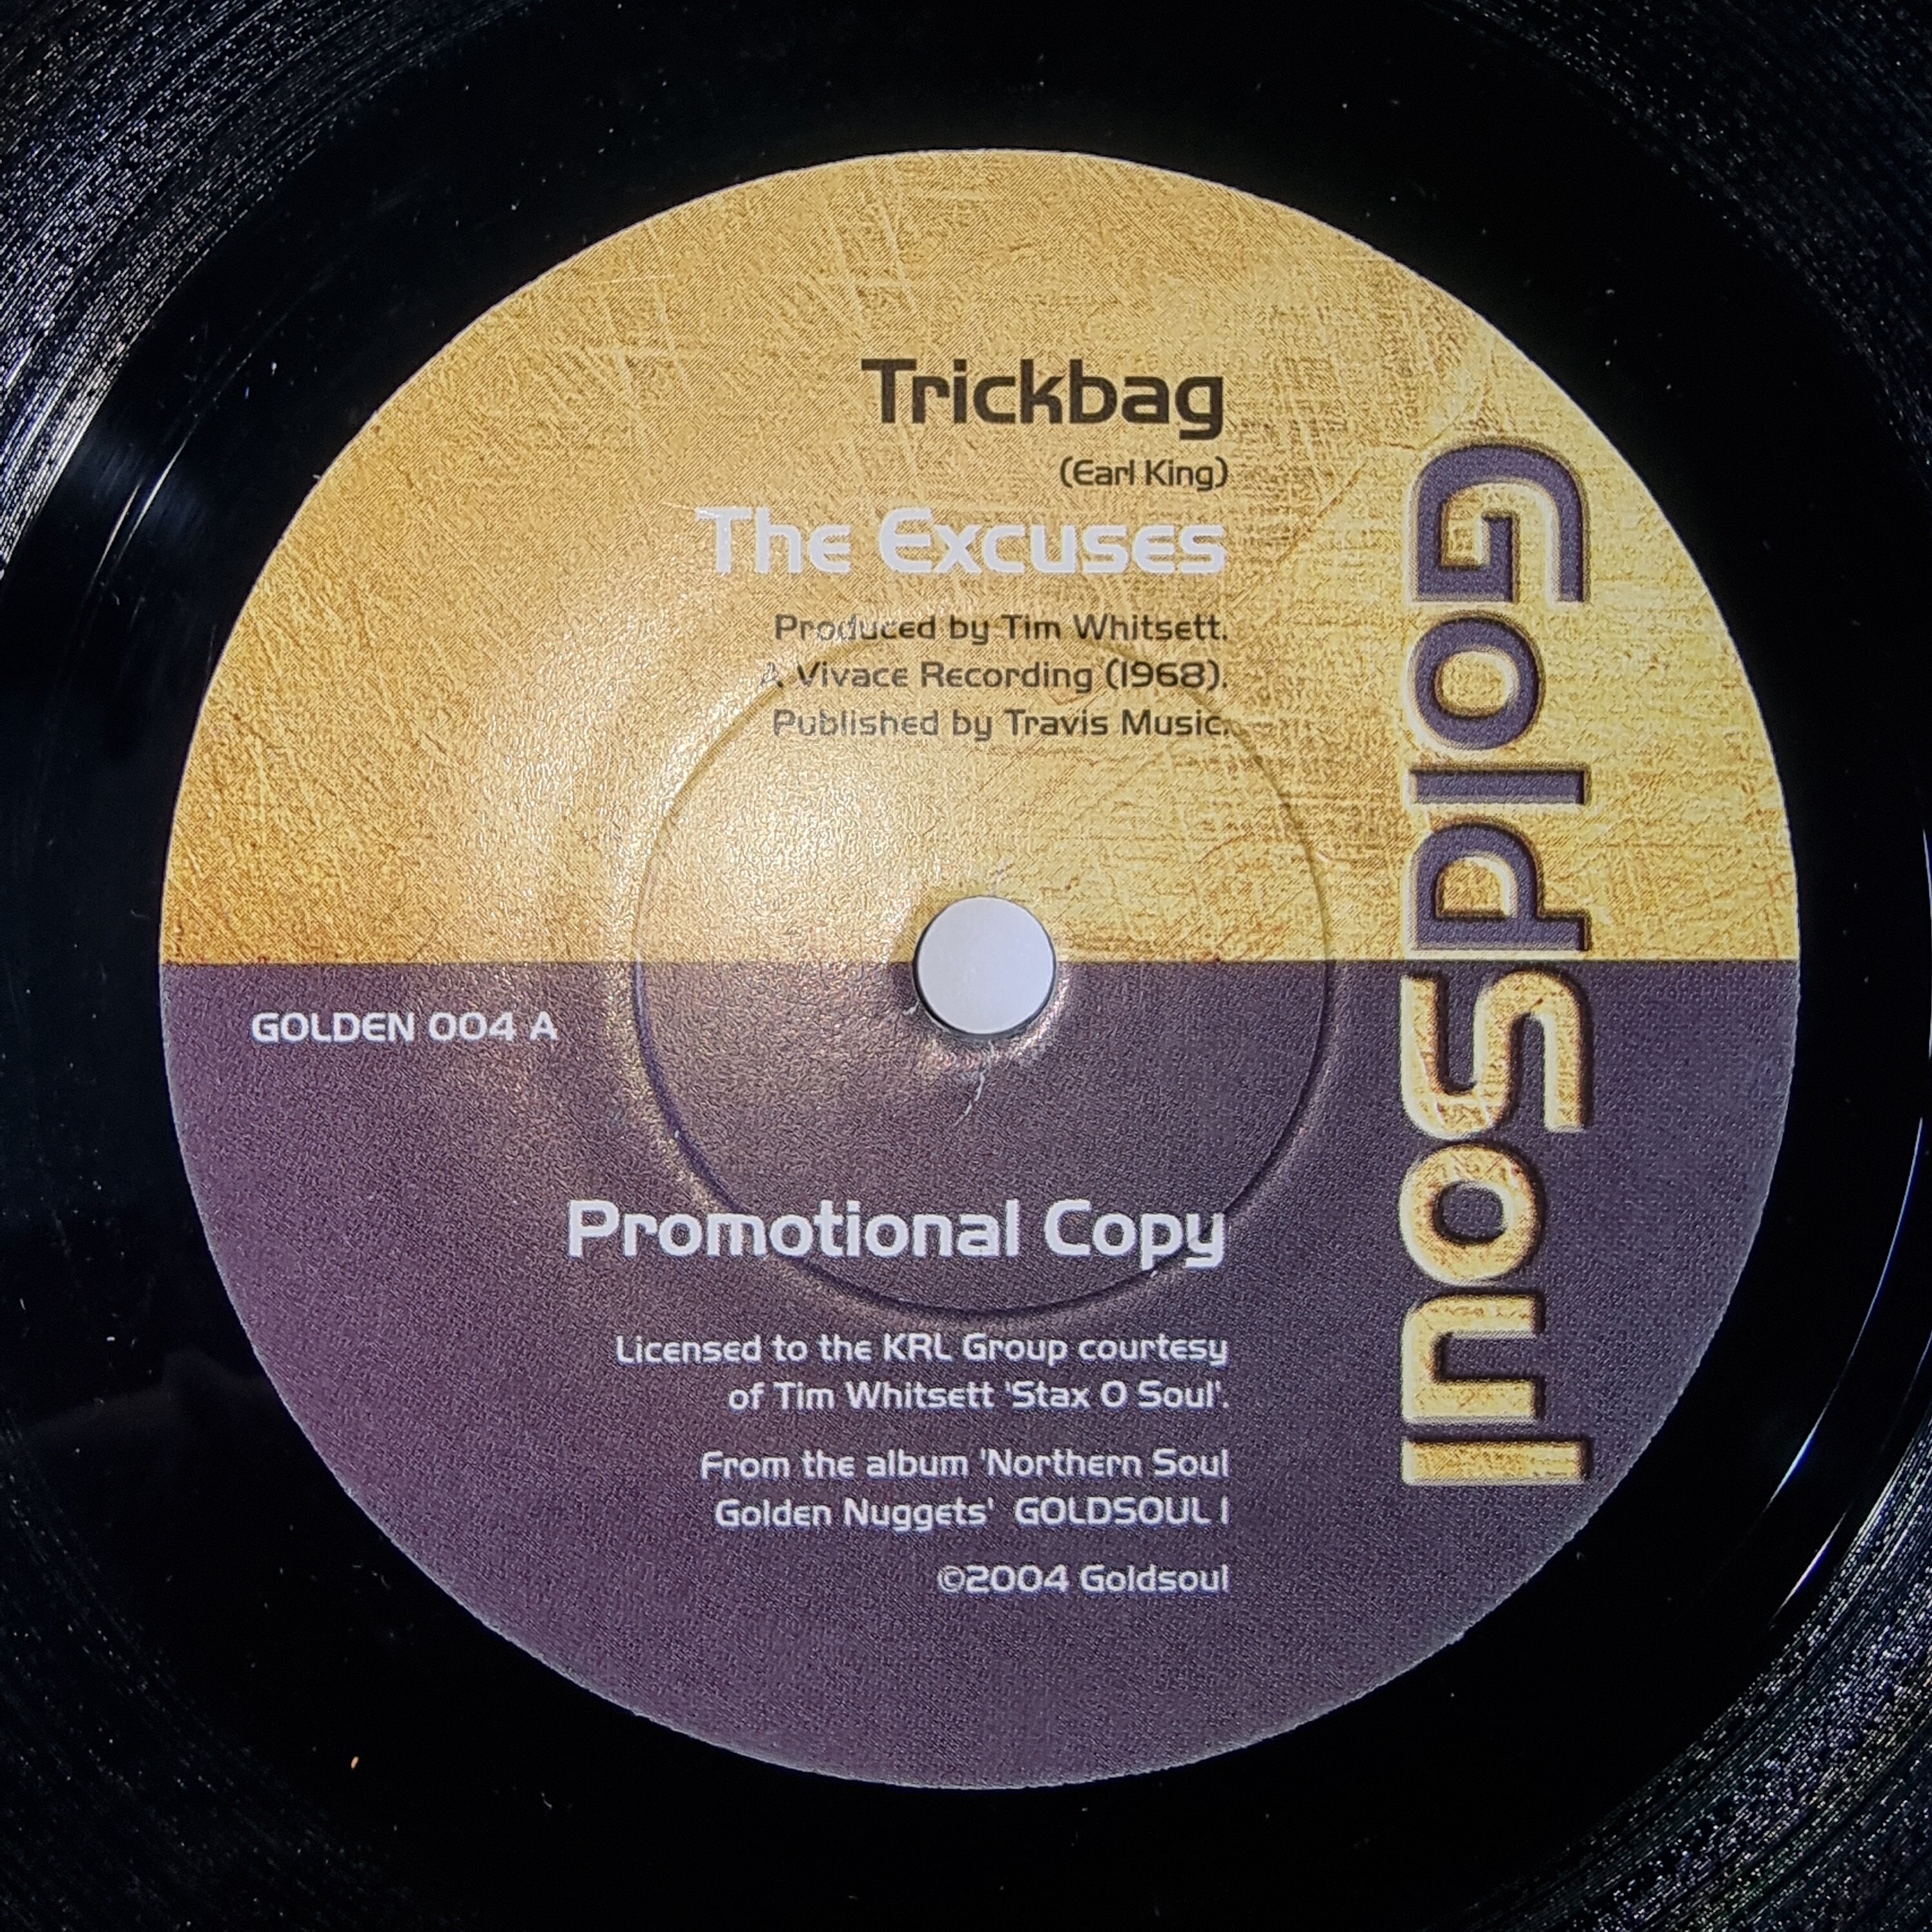 Trickbag
(Earl King)
The Excuses
Produced by Tim Whitsett.
A Vivace Recording (1968).
Published by Travis Music.
GoldSoul
GOLDEN 004 A
Promotional Copy
Licensed to the KRL Group courtesy
of Tim Whitsett 'Stax O Soul'.
From the album 'Northern Soul
Golden Nuggets' GOLDSOUL 1
©2004 Goldsoul